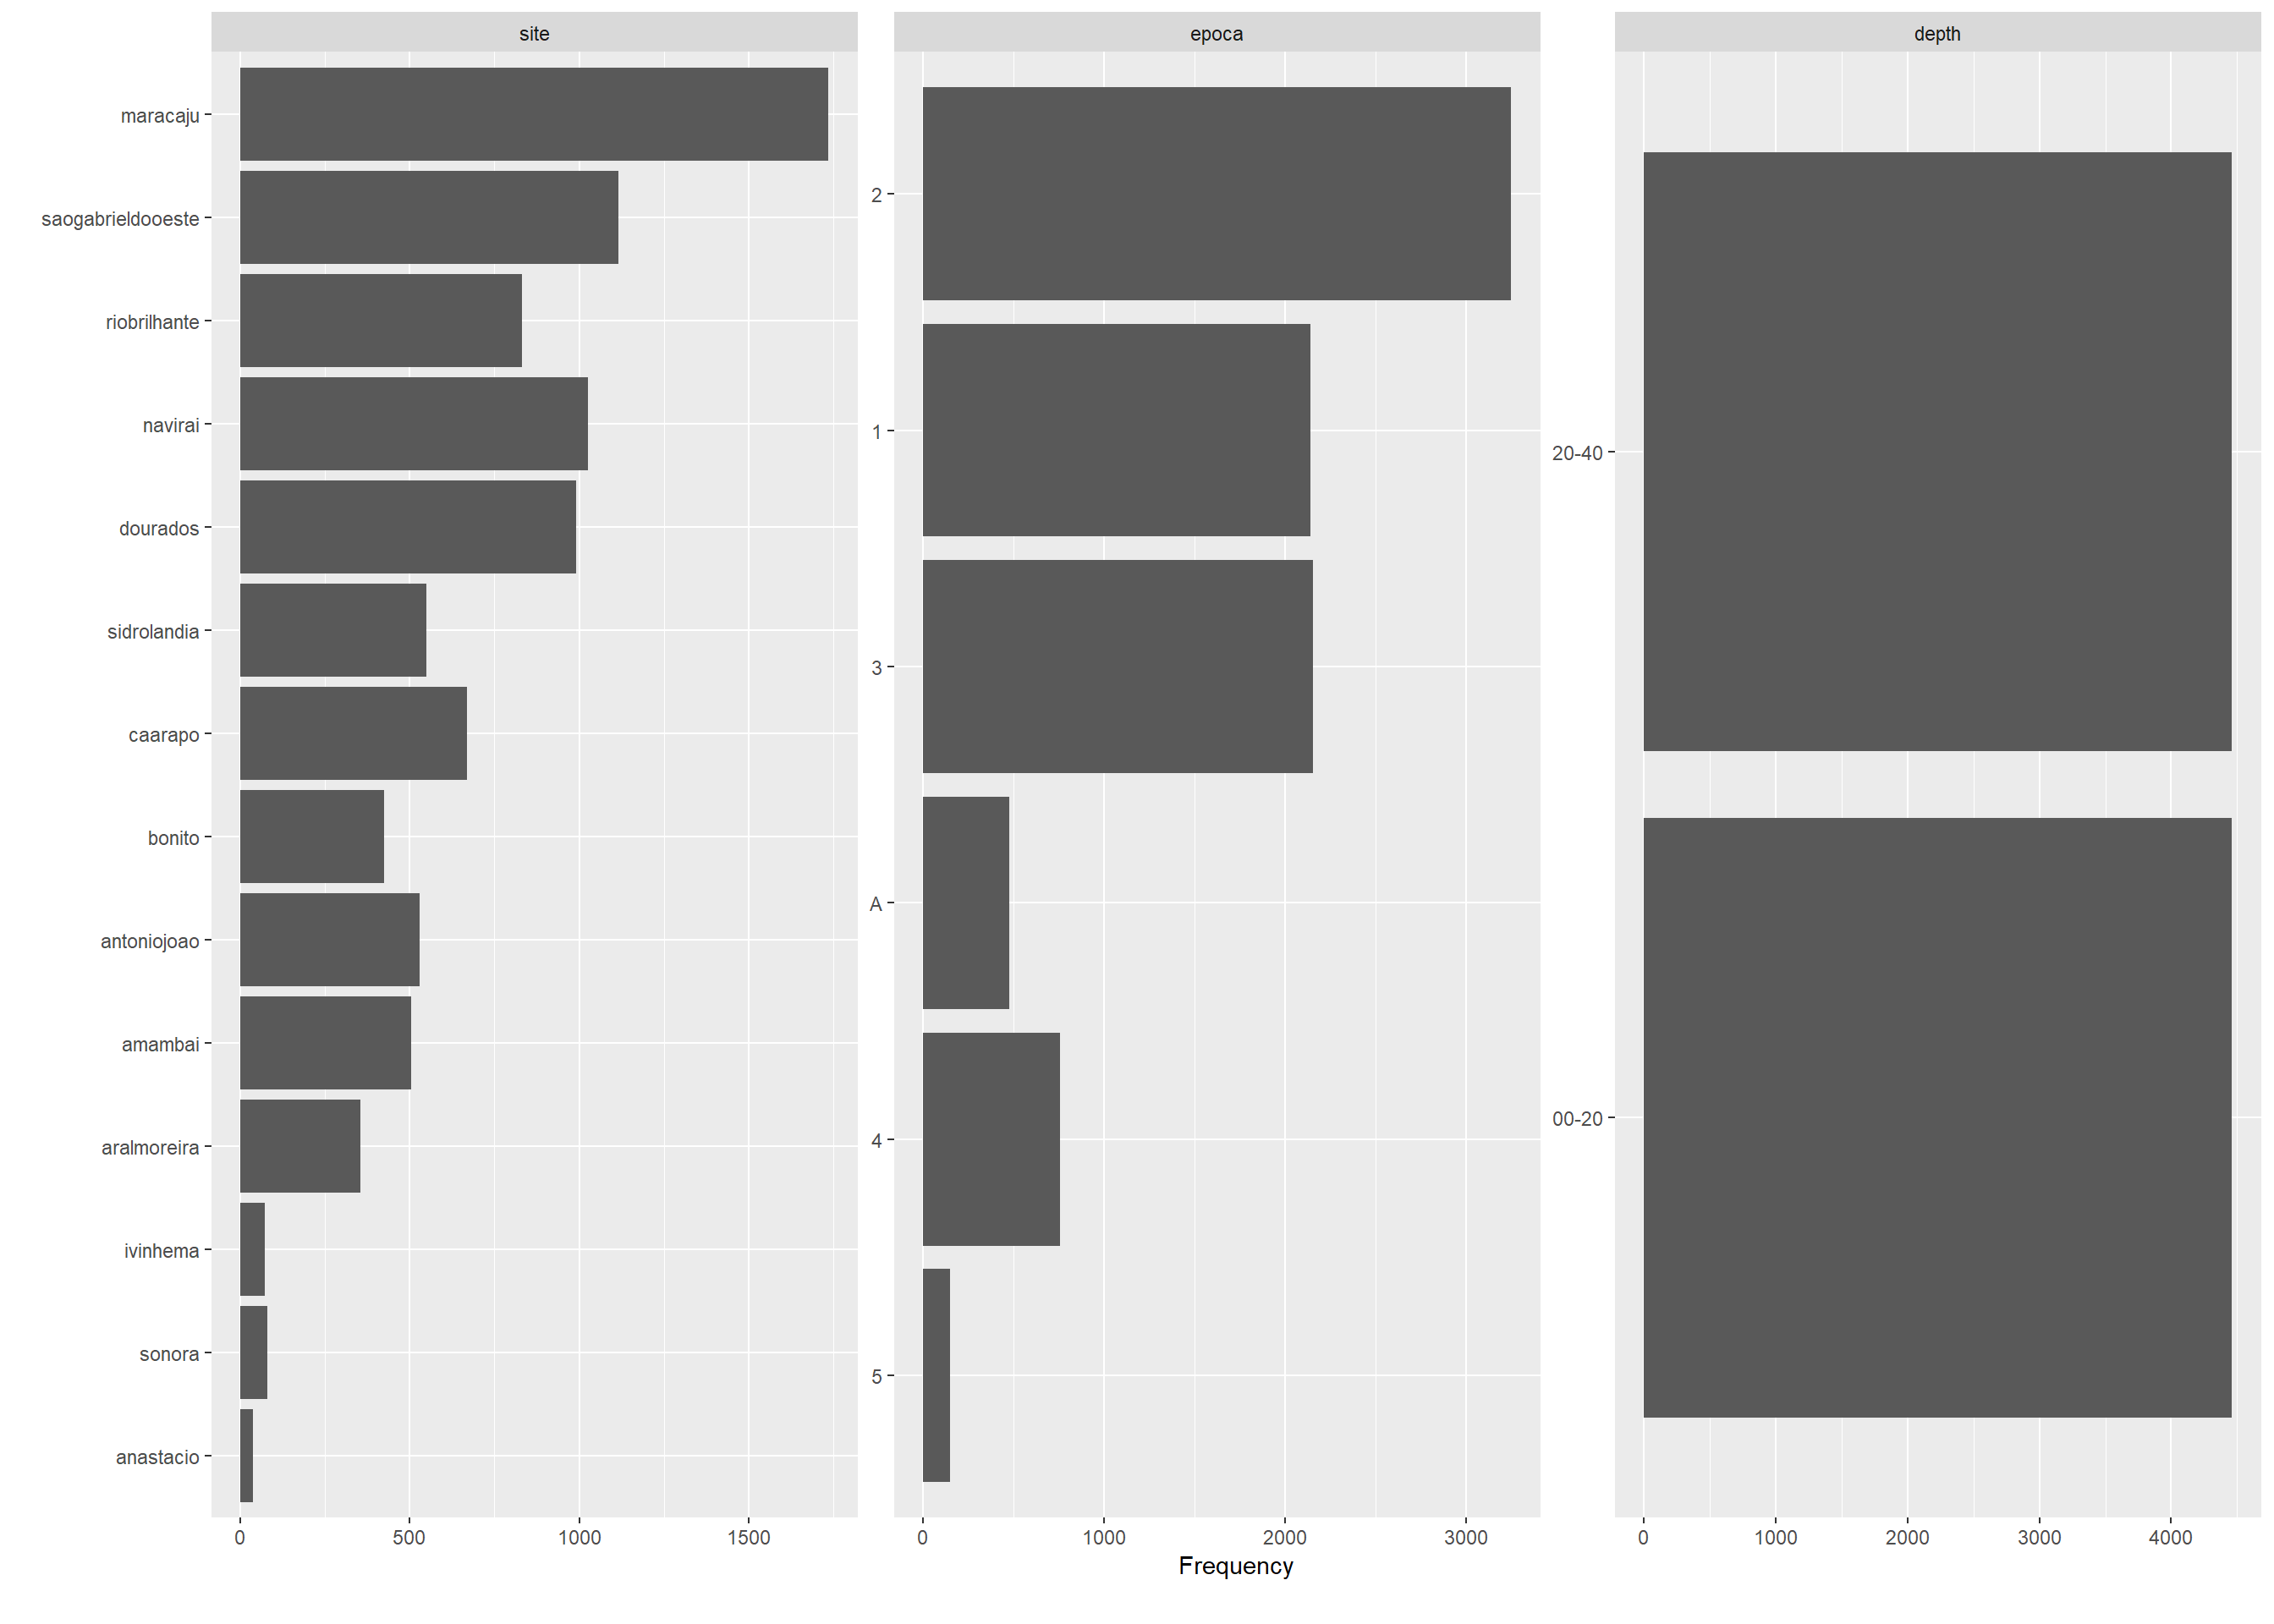 site
maracaju
saogabrieldooeste
riobrilhante
navirai
dourados
sidrolandia
caarapo
bonito
antoniojoao
amambai
aralmoreira
ivinhema
sonora
anastacio
0 500 1000 1500
epoca
2
1
3
A
4
5
0 1000 2000 3000
depth
20-40
00-20
0 1000 2000 3000 4000
Frequency